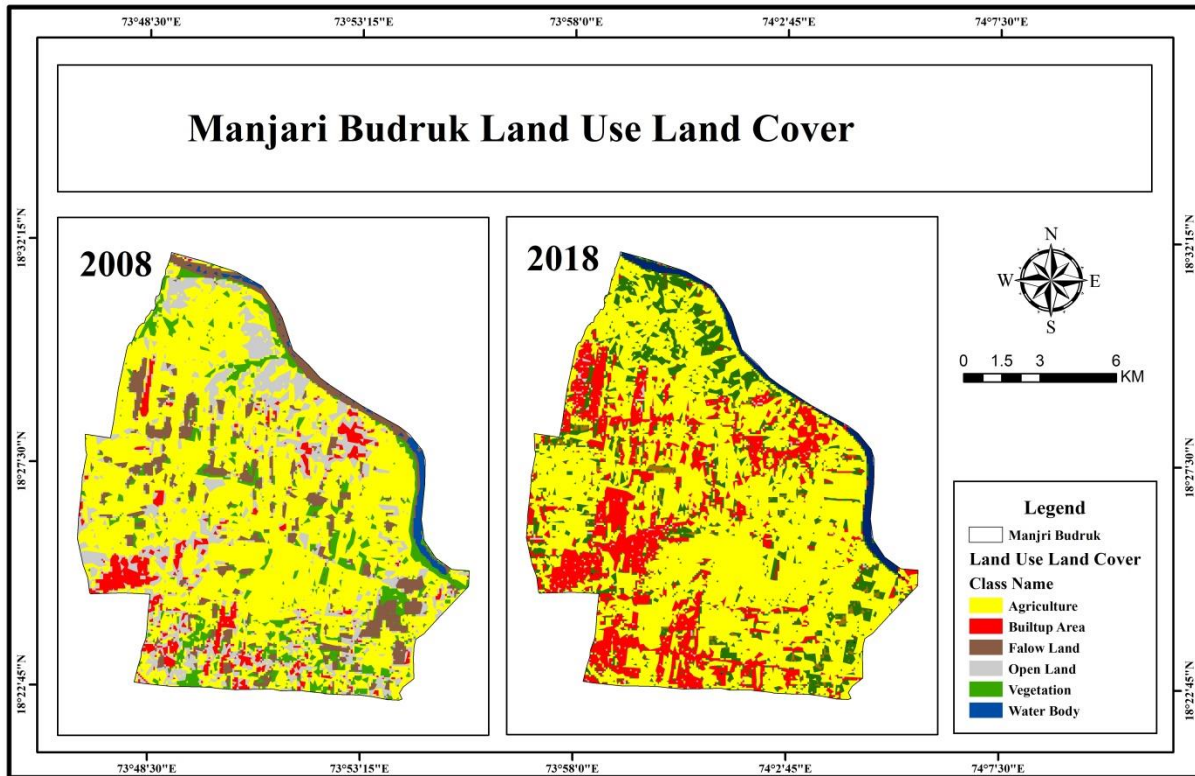 73°48'30"E 73°53'15"E 73°58'0"E 74°2'45"E 74°7'30"E
Manjari Budruk Land Use Land Cover
18°32'15"N
18°32'15"N
2008
2018
N
W E
S
0 1.5 3 6
KM
18°27'30"N
18°27'30"N
Legend
Manjri Budruk
Land Use Land Cover
Class Name
Agriculture
Builtup Area
Falow Land
Open Land
Vegetation
Water Body
18°22'45"N
18°22'45"N
73°48'30"E 73°53'15"E 73°58'0"E 74°2'45"E 74°7'30"E